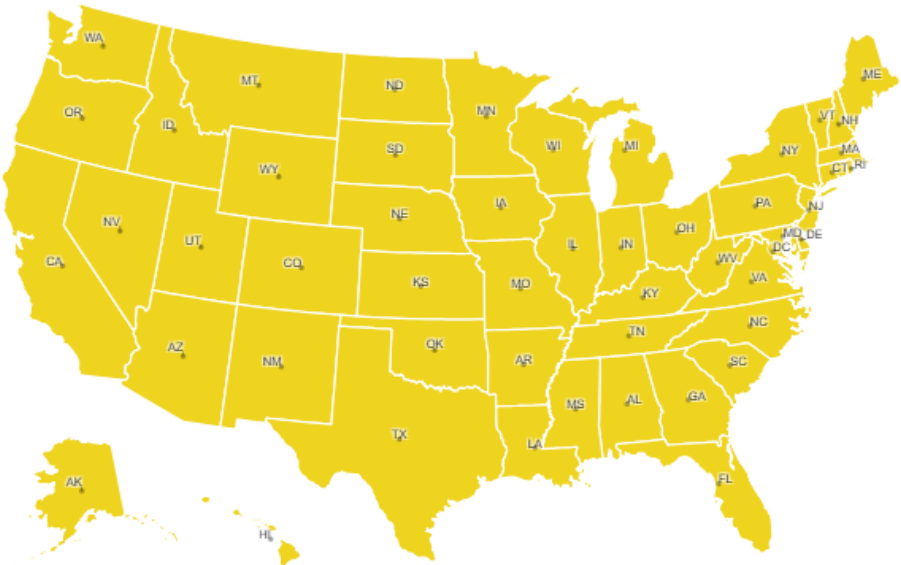 WA
MT
ND
MN
ME
OR
ID
SD
WI
MI
VT
NH
NY
MA
CT
RI
WY
NE
IA
PA
NJ
NV
UT
CO
KS
MO
IL
IN
OH
MD
DE
DC
WV
VA
CA
KY
AZ
NM
OK
AR
TN
NC
SC
TX
LA
MS
AL
GA
FL
AK
HI